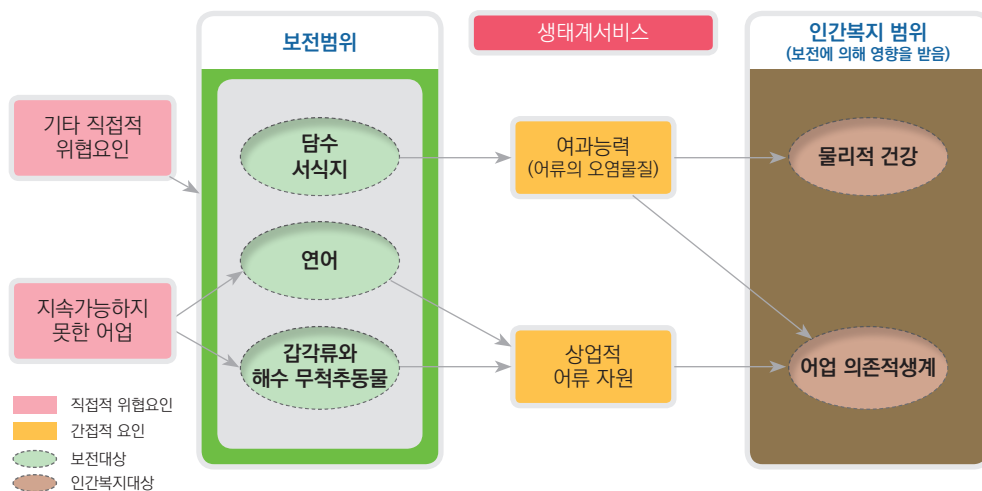 보전범위
생태계서비스
인간복지 범위
(보전에 의해 영향을 받음)
기타 직접적
위협요인
담수
서식지
여과능력
(어류의 오염물질)
물리적 건강
연어
지속가능하지
못한 어업
갑각류와
해수 무척추동물
상업적
어류 자원
어업 의존적생계
직접적 위협요인
간접적 요인
보전대상
인간복지대상